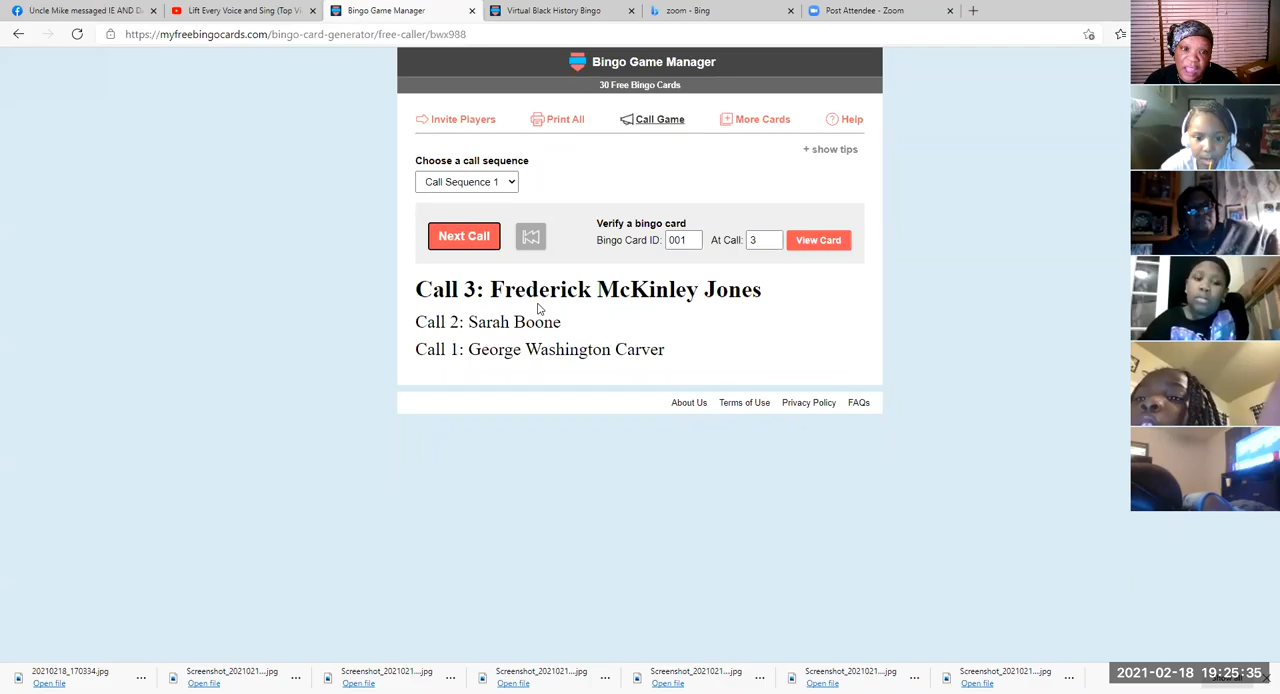 Uncle Mike messaged IE AND D
Lift Every Voice and Sing (Top Vi
Bingo Game Manager
Virtual Black History Bingo
zoom - Bing
Post Attendee - Zoom
https://myfreebingocards.com/bingo-card-generator/free-caller/bwx988
Bingo Game Manager
30 Free Bingo Cards
Invite Players
Print All
Call Game
More Cards
Help
+ show tips
Choose a call sequence
Call Sequence 1
Next Call
Verify a bingo card
Bingo Card ID: 001 At Call: 3 View Card
Call 3: Frederick McKinley Jones
Call 2: Sarah Boone
Call 1: George Washington Carver
About Us Terms of Use Privacy Policy FAQs
20210218_170334.jpg
Open file
Screenshot_202102​1....jpg
Open file
Screenshot_2021021....jpg
Open file
Screenshot_2021021....jpg
Open file
Screenshot_2021021....jpg
Open file
Screenshot_2021021....jpg
Open file
Screenshot_2021021....jpg
Open file
2021-02-18 19:25:35